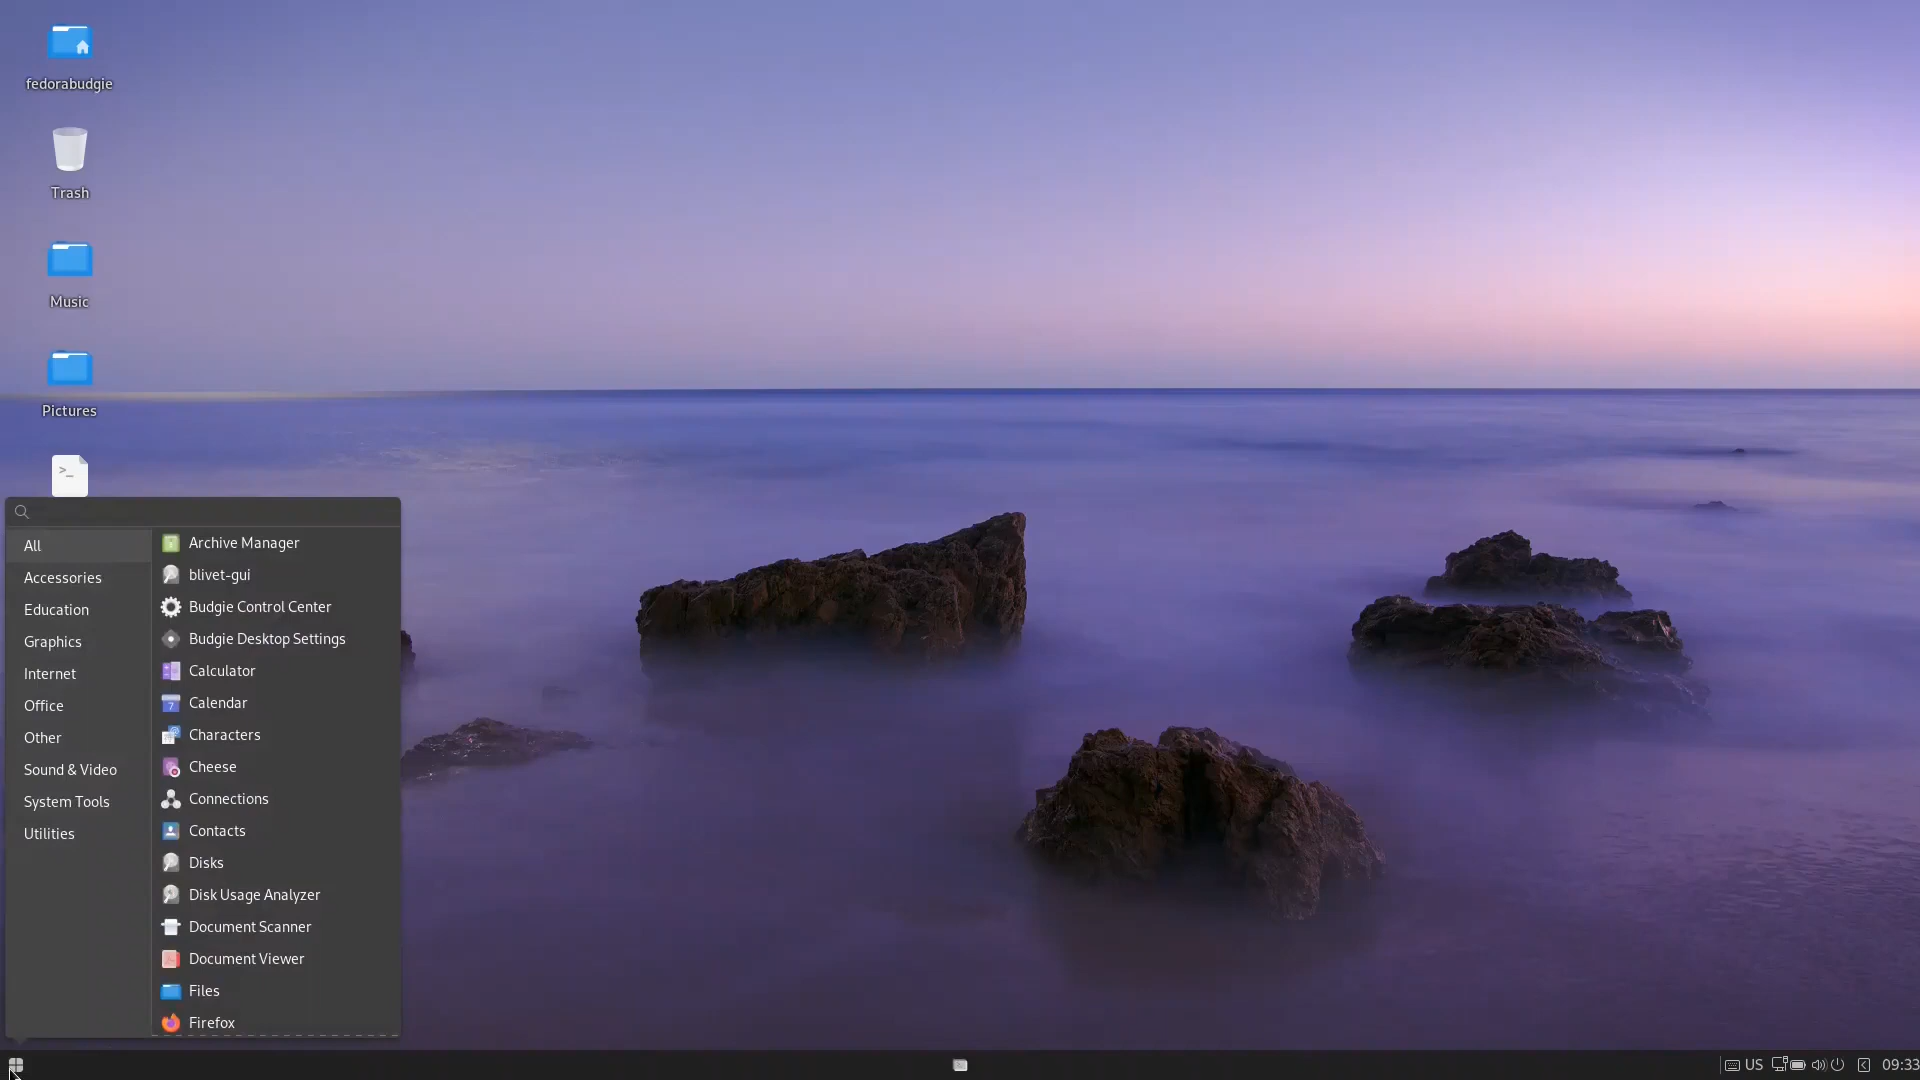 fedorabudgie
Trash
Music
Pictures
>_
All
Accessories
Education
Graphics
Internet
Office
Other
Sound & Video
System Tools
Utilities
Archive Manager
blivet-gui
Budgie Control Center
Budgie Desktop Settings
Calculator
Calendar
Characters
Cheese
Connections
Contacts
Disks
Disk Usage Analyzer
Document Scanner
Document Viewer
Files
Firefox
US
09:33